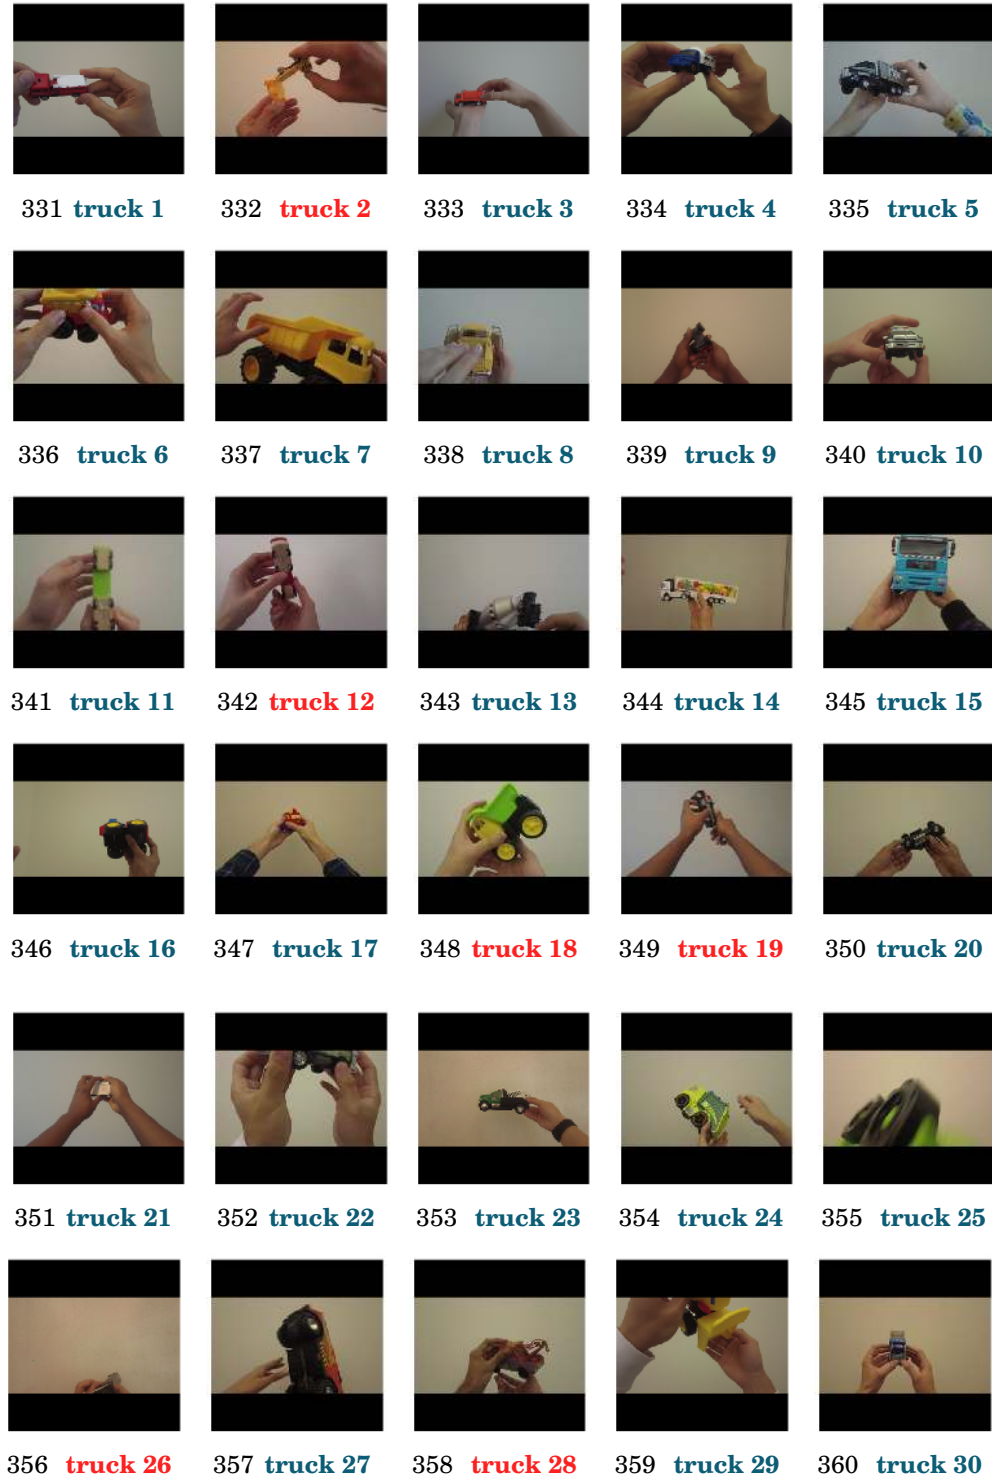 331 truck 1 332 truck 2 333 truck 3 334 truck 4 335 truck 5
336 truck 6 337 truck 7 338 truck 8 339 truck 9 340 truck 10
341 truck 11 342 truck 12 343 truck 13 344 truck 14 345 truck 15
346 truck 16 347 truck 17 348 truck 18 349 truck 19 350 truck 20
351 truck 21 352 truck 22 353 truck 23 354 truck 24 355 truck 25
356 truck 26 357 truck 27 358 truck 28 359 truck 29 360 truck 30